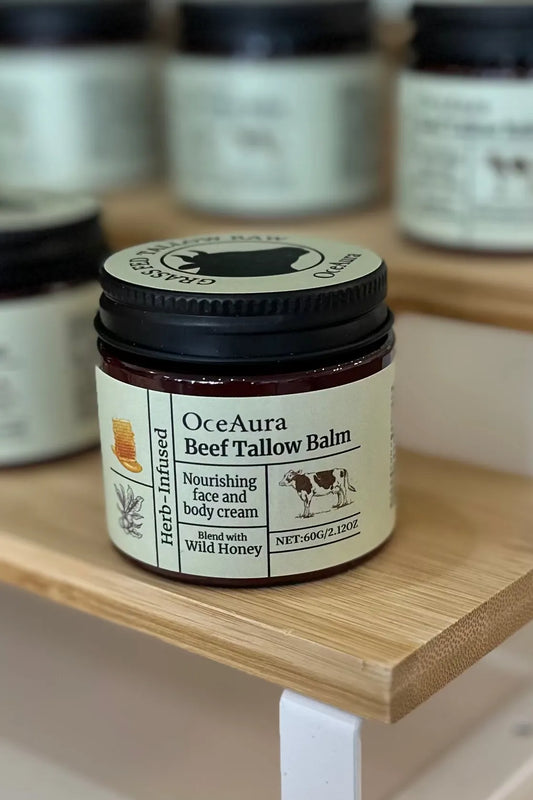 GRASS FED TALLOW BALM
OceAura
OceAura
Beef Tallow Balm
Herb-Infused
Nourishing
face and
body cream
Blend with
Wild Honey
NET:60G/2.12OZ